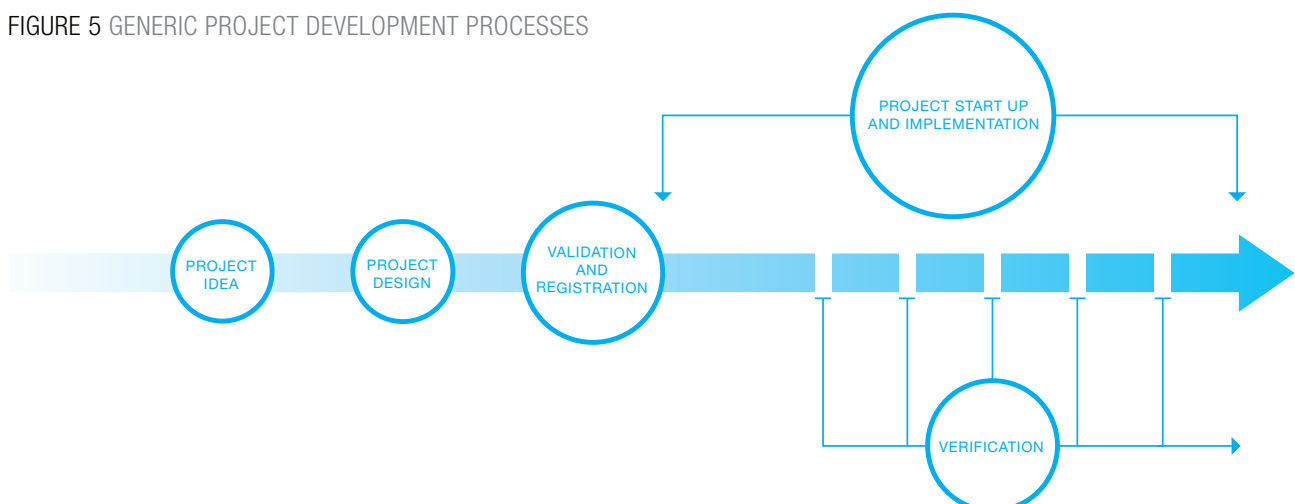 FIGURE 5 GENERIC PROJECT DEVELOPMENT PROCESSES
PROJECT START UP
AND IMPLEMENTATION
PROJECT
IDEA
PROJECT
DESIGN
VALIDATION
AND
REGISTRATION
VERIFICATION